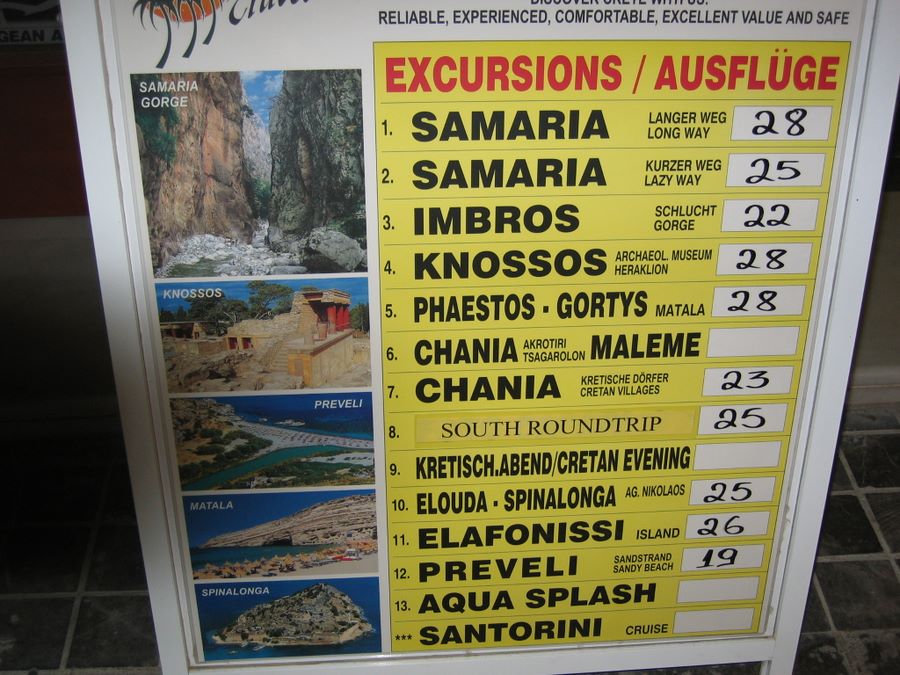 DISCOVER CRETE WITH US:
RELIABLE, EXPERIENCED, COMFORTABLE, EXCELLENT VALUE AND SAFE
EXCURSIONS / AUSFLÜGE
1. SAMARIA LANGER WEG LONG WAY 28
2. SAMARIA KURZER WEG LAZY WAY 25
3. IMBROS SCHLUCHT GORGE 22
4. KNOSSOS ARCHAEOL. MUSEUM HERAKLION 28
5. PHAESTOS - GORTYS MATALA 28
6. CHANIA AKROTIRI TSAGAROLON MALEME
7. CHANIA KRETISCHE DÖRFER CRETAN VILLAGES 23
8. SOUTH ROUNDTRIP 25
9. KRETISCH.ABEND/CRETAN EVENING
10. ELOUDA - SPINALONGA AG. NIKOLAOS 25
11. ELAFONISSI ISLAND 26
12. PREVELI SANDSTRAND SANDY BEACH 19
13. AQUA SPLASH
*** SANTORINI CRUISE
SAMARIA
GORGE
KNOSSOS
PREVELI
MATALA
SPINALONGA